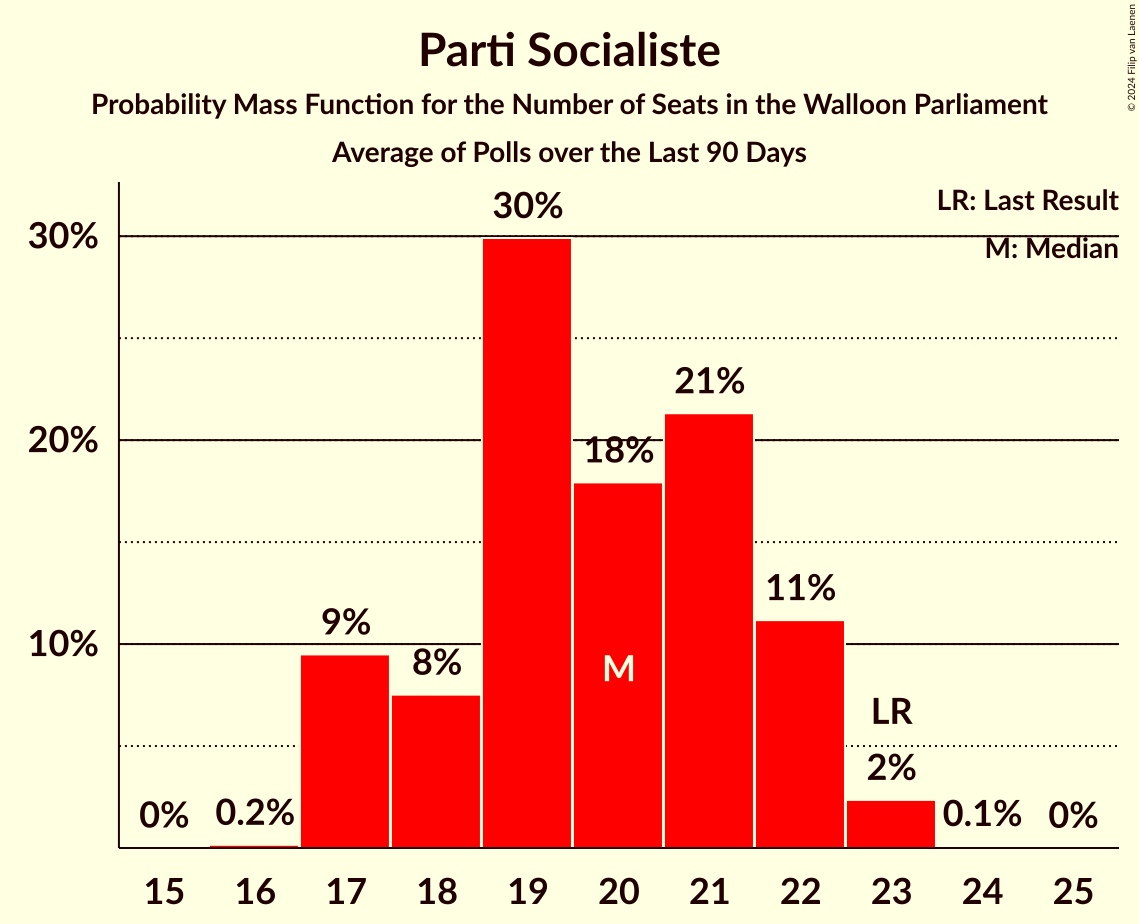 © 2024 Filip van Laenen
Parti Socialiste
Probability Mass Function for the Number of Seats in the Walloon Parliament
Average of Polls over the Last 90 Days
LR: Last Result
M: Median
30%
20%
10%
0%
0.2%
9%
8%
30%
18%
M
21%
11%
LR
2%
0.1%
0%
15 16 17 18 19 20 21 22 23 24 25